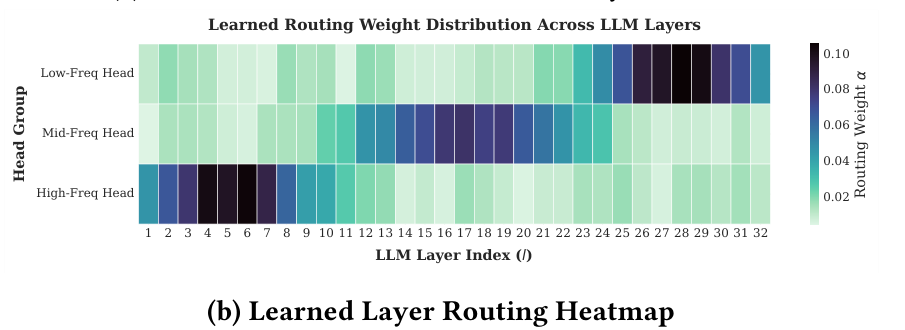 Learned Routing Weight Distribution Across LLM Layers
Head Group
Low-Freq Head
Mid-Freq Head
High-Freq Head
1 2 3 4 5 6 7 8 9 10 11 12 13 14 15 16 17 18 19 20 21 22 23 24 25 26 27 28 29 30 31 32
LLM Layer Index (l)
0.10
0.08
0.06
0.04
0.02
Routing Weight α
(b) Learned Layer Routing Heatmap